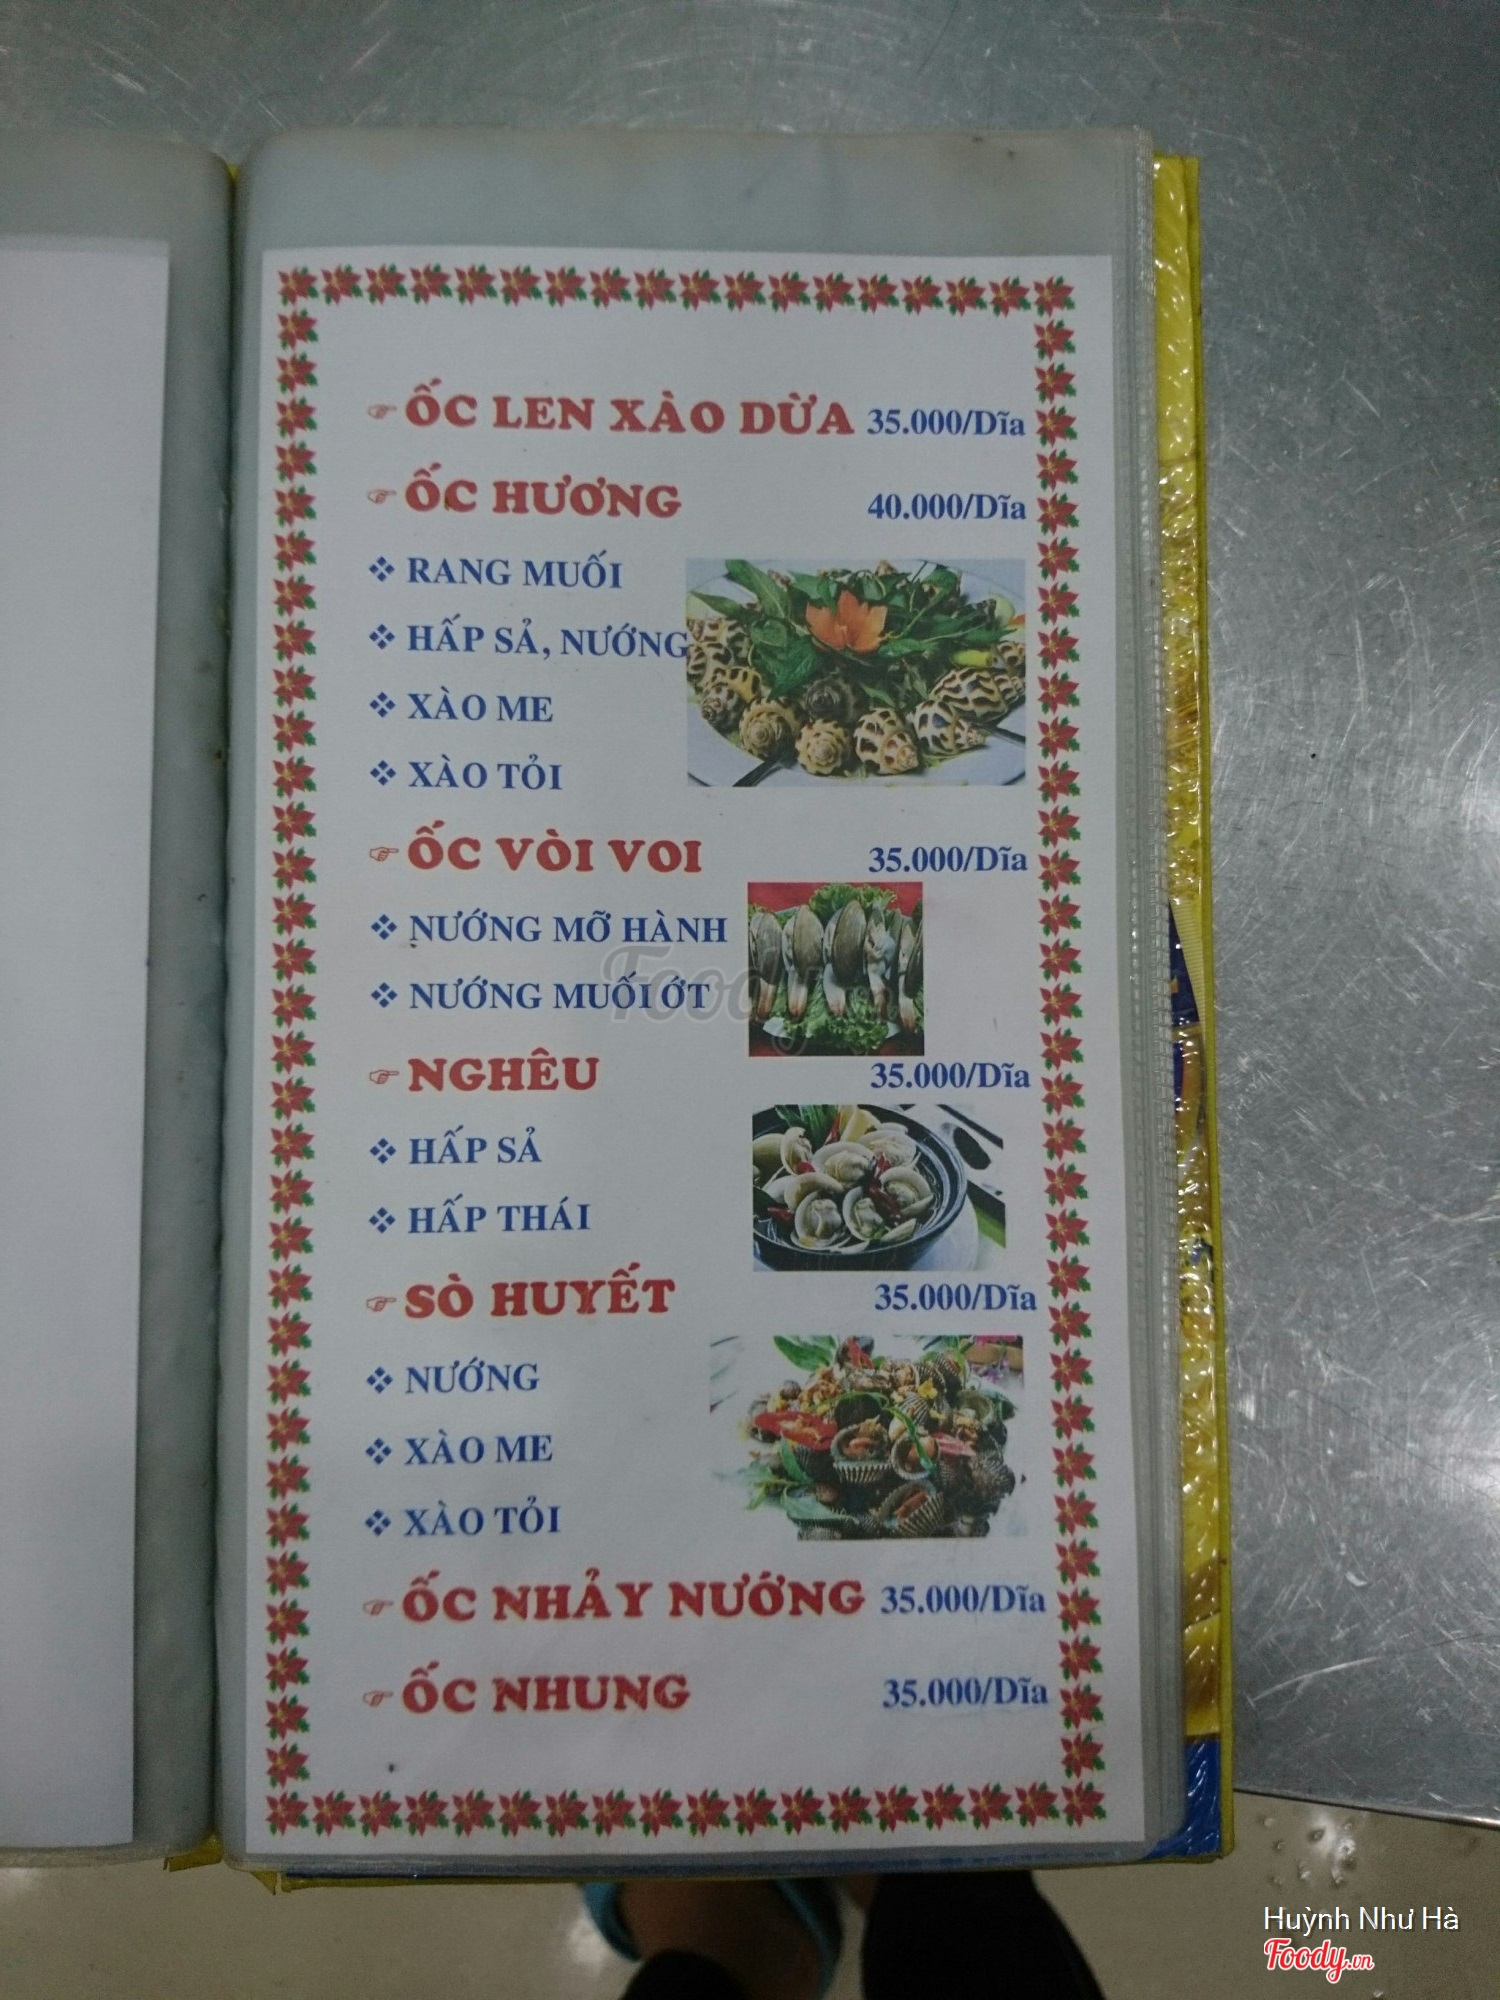 ỐC LEN XÀO DỪA 35.000/Dĩa
ỐC HƯƠNG 40.000/Dĩa
RANG MUỐI
HẤP SẢ, NƯỚNG
XÀO ME
XÀO TỎI
ỐC VÒI VOI 35.000/Dĩa
NƯỚNG MỠ HÀNH
NƯỚNG MUỐI ỚT
Foody.vn
NGHÊU 35.000/Dĩa
HẤP SẢ
HẤP THÁI
SÒ HUYẾT 35.000/Dĩa
NƯỚNG
XÀO ME
XÀO TỎI
ỐC NHẢY NƯỚNG 35.000/Dĩa
ỐC NHUNG 35.000/Dĩa
Huỳnh Như Hà
Foody.vn